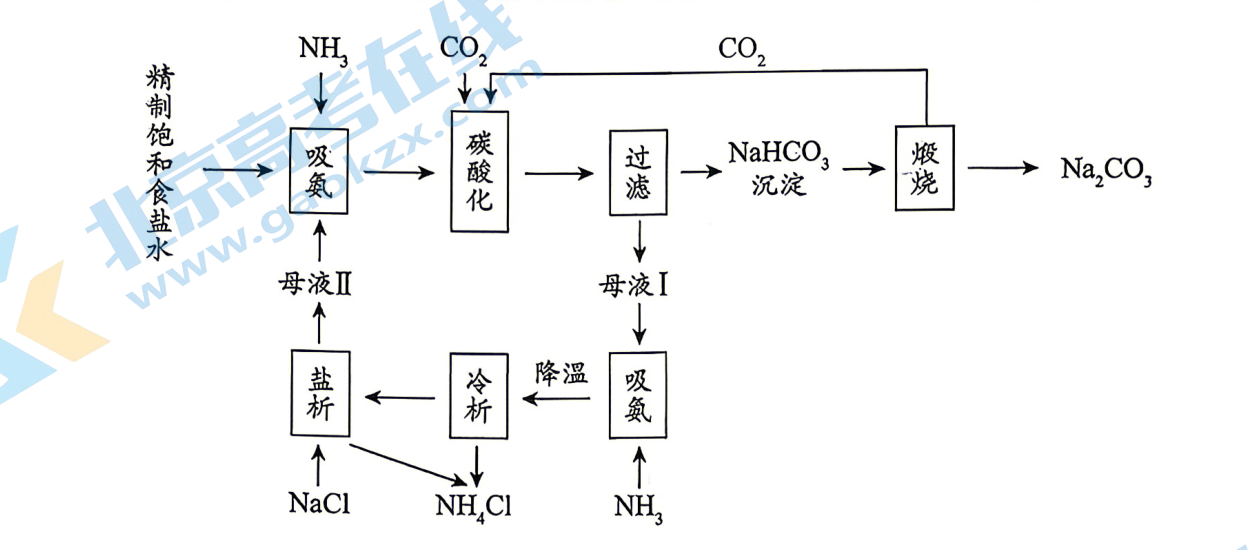 NH₃
CO₂
CO₂
精制饱和食盐水
吸氨
碳酸化
过滤
NaHCO₃
沉淀
煅烧
Na₂CO₃
母液Ⅱ
母液Ⅰ
盐析
冷析
降温
吸氨
NaCl
NH₄Cl
NH₃
北京高考在线
www.gaokzx.com